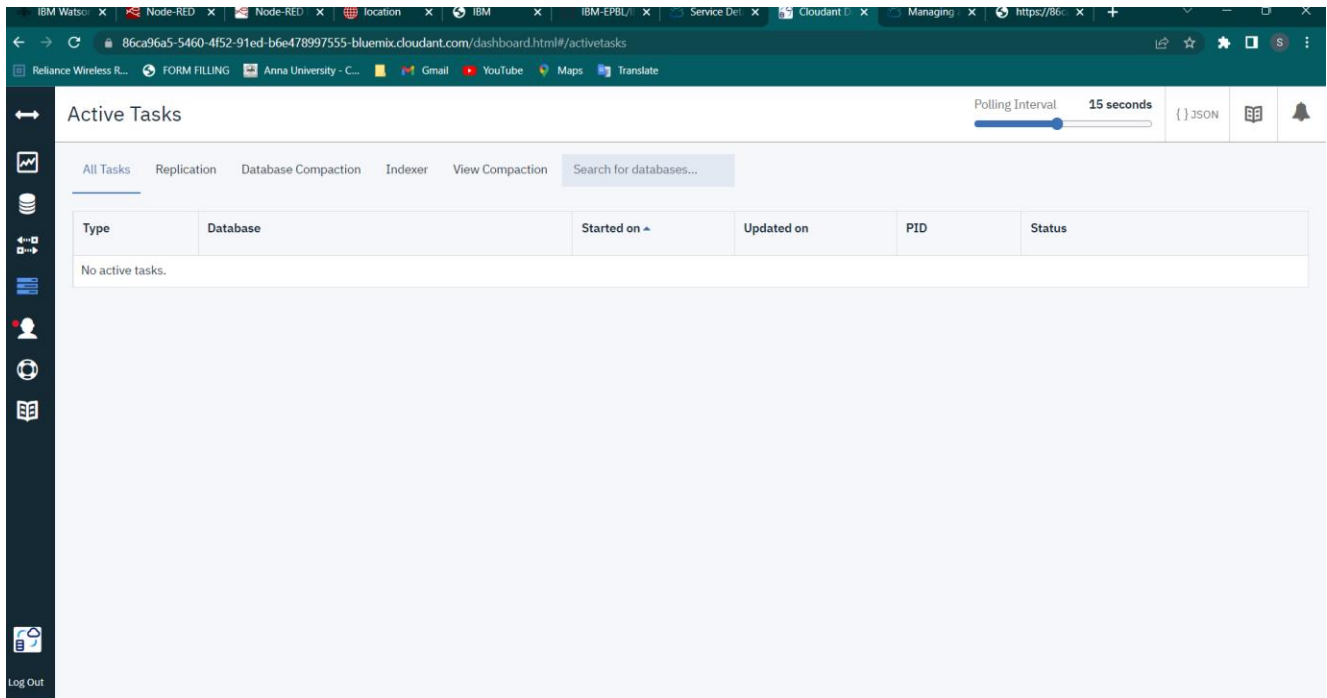 IBM Watso Node-RED Node-RED location IBM IBM-EPBL/I Service Det Cloudant D Managing https://86c
86ca96a5-5460-4f52-91ed-b6e478997555-bluemix.cloudant.com/dashboard.html#/activetasks S
Reliance Wireless R... FORM FILLING Anna University - C... Gmail YouTube Maps Translate
Active Tasks
Polling Interval 15 seconds
{ } JSON
All Tasks Replication Database Compaction Indexer View Compaction Search for databases...
Type Database Started on Updated on PID Status
No active tasks.
Log Out